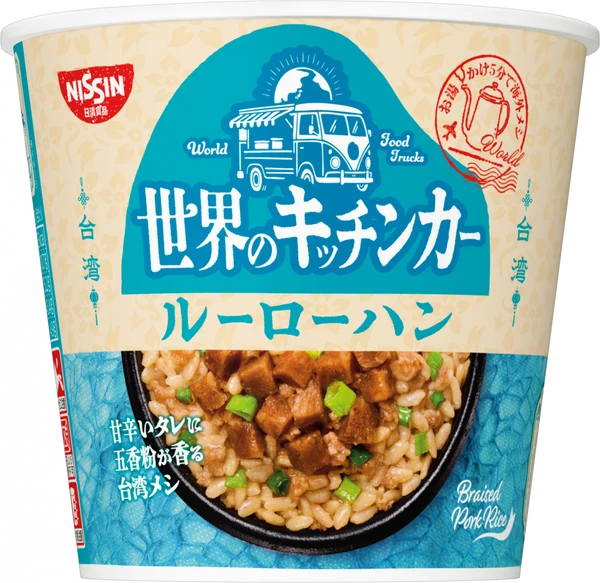 NISSIN
日清食品
お湯かけ5分で海外メシ
World
World
Food
Trucks
世界のキッチンカー
台湾
台湾
ルーローハン
甘辛いタレに
五香粉が香る
台湾メシ
Braised
Pork Rice